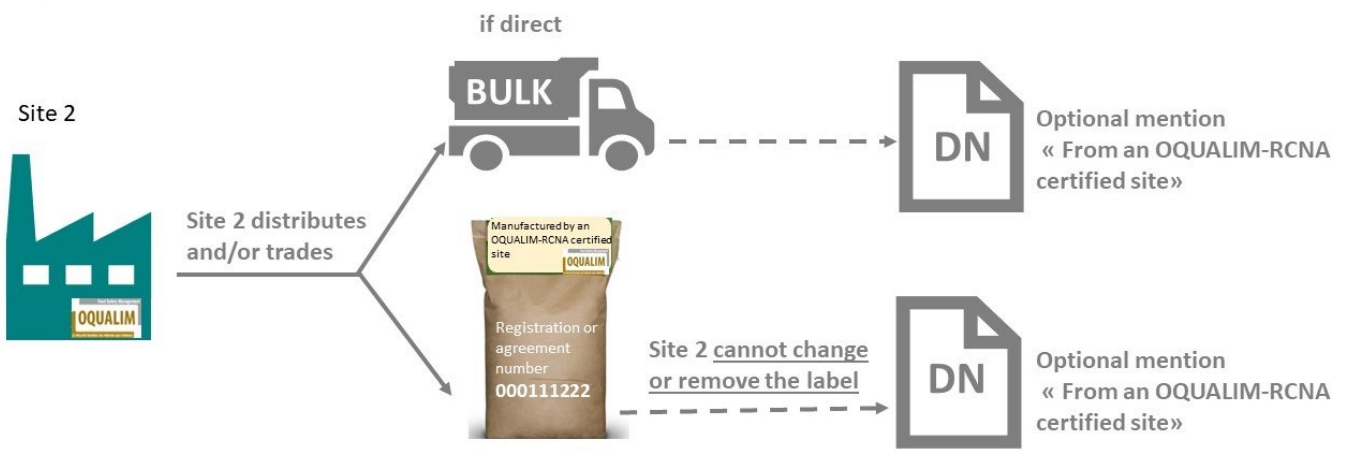 if direct
BULK
Site 2
DN
Optional mention
« From an OQUALIM-RCNA
certified site»
Site 2 distributes
and/or trades
Manufactured by an
OQUALIM-RCNA certified
site
OQUALIM
OQUALIM
Registration or
agreement
number
000111222
Site 2 cannot change
or remove the label
DN
Optional mention
« From an OQUALIM-RCNA
certified site»